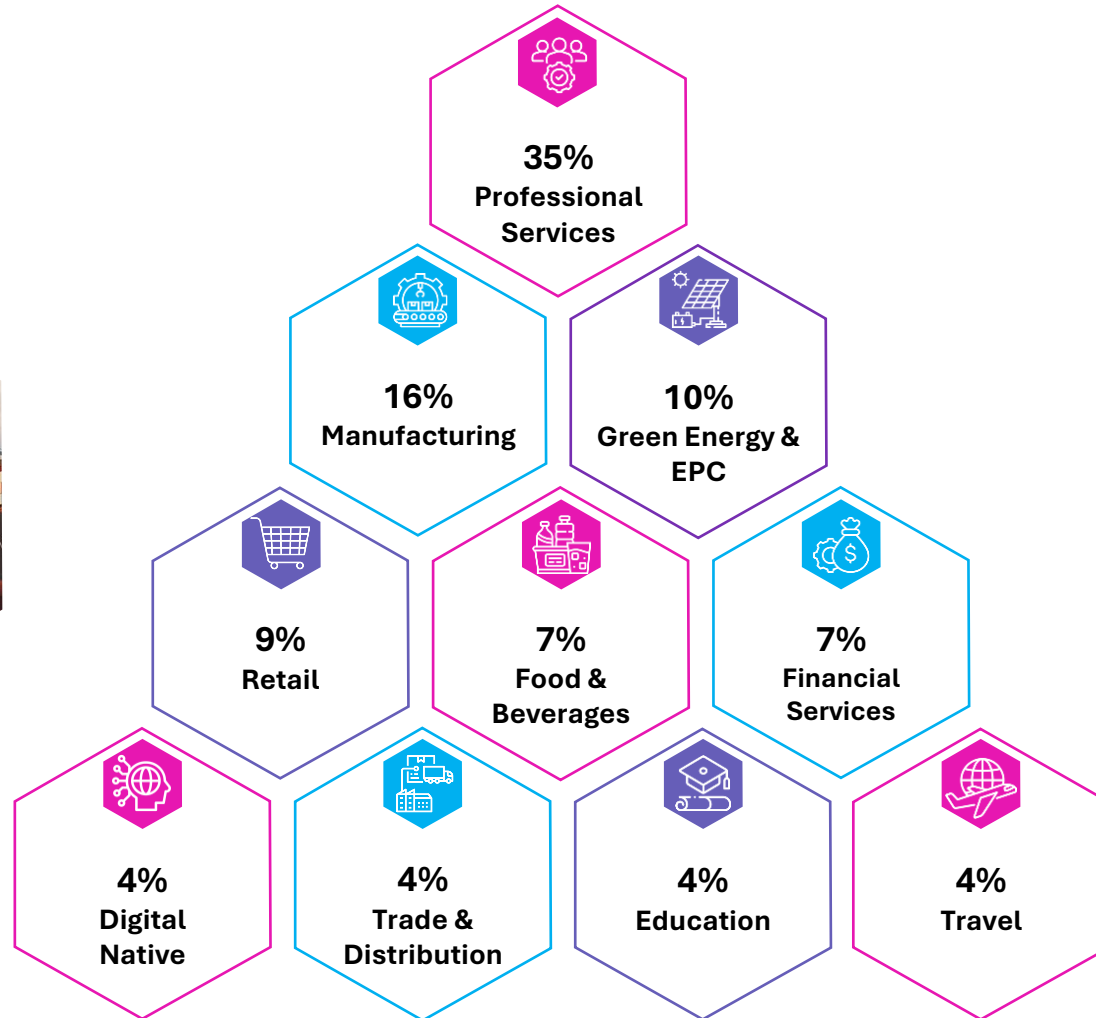 35%
Professional
Services
16%
Manufacturing
10%
Green Energy &
EPC
9%
Retail
7%
Food &
Beverages
7%
Financial
Services
4%
Digital
Native
4%
Trade &
Distribution
4%
Education
4%
Travel